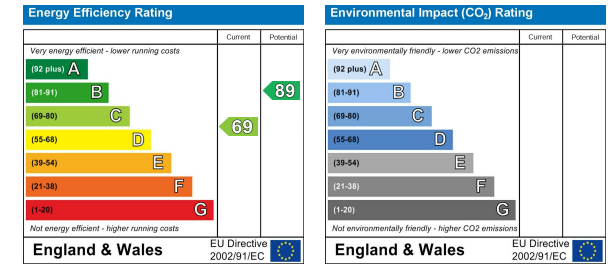 Energy Efficiency Rating
Current Potential
Very energy efficient - lower running costs
(92 plus) A
(81-91) B
89
(69-80) C
69
(55-68) D
(39-54) E
(21-38) F
(1-20) G
Not energy efficient - higher running costs
England & Wales
EU Directive
2002/91/EC
Environmental Impact (CO₂) Rating
Current Potential
Very environmentally friendly - lower CO2 emissions
(92 plus) A
(81-91) B
(69-80) C
(55-68) D
(39-54) E
(21-38) F
(1-20) G
Not environmentally friendly - higher CO2 emissions
England & Wales
EU Directive
2002/91/EC